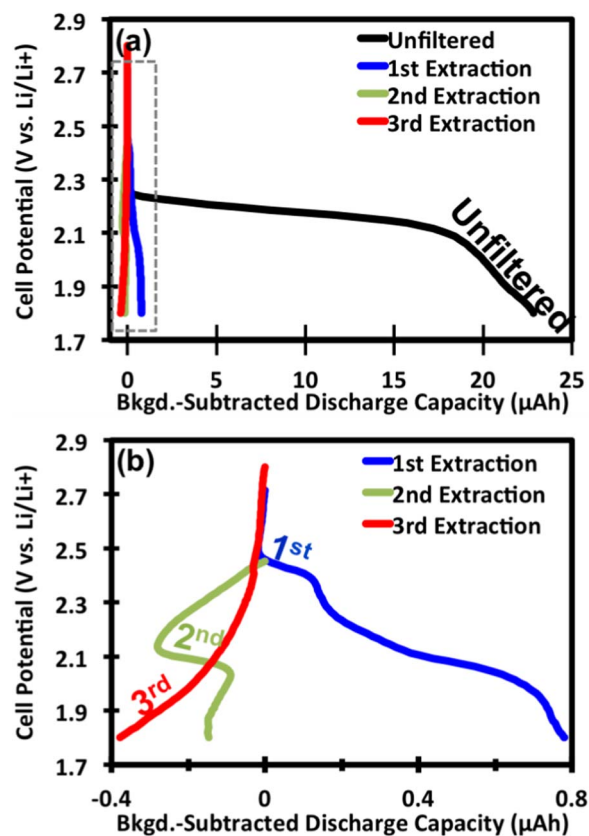 (a)
Unfiltered
1st Extraction
2nd Extraction
3rd Extraction
Cell Potential (V vs. Li/Li+)
2.9
2.7
2.5
2.3
2.1
1.9
1.7
Unfiltered
0 5 10 15 20 25
Bkgd.-Subtracted Discharge Capacity (µAh)
(b)
1st Extraction
2nd Extraction
3rd Extraction
Cell Potential (V vs. Li/Li+)
2.9
2.7
2.5
2.3
2.1
1.9
1.7
1st
2nd
3rd
-0.4 0 0.4 0.8
Bkgd.-Subtracted Discharge Capacity (µAh)